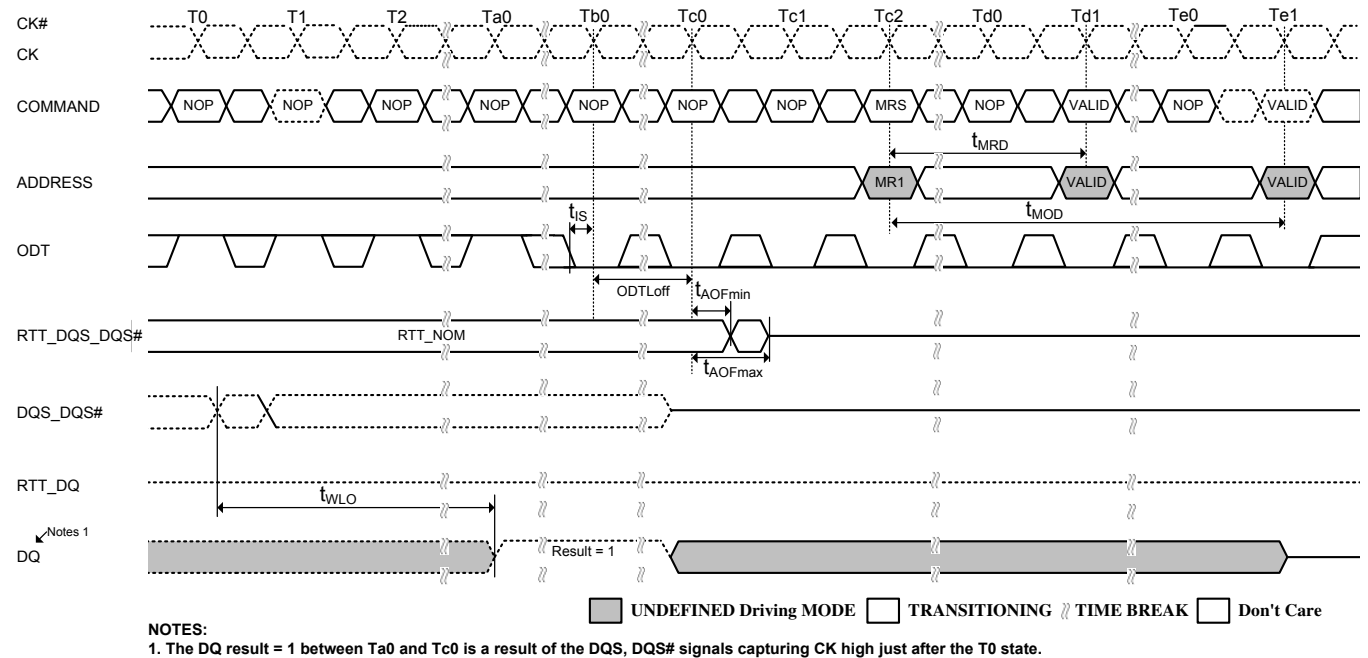 CK#
CK
T0 T1 T2 Ta0 Tb0 Tc0 Tc1 Tc2 Td0 Td1 Te0 Te1
COMMAND
NOP NOP NOP NOP NOP NOP NOP MRS NOP VALID NOP VALID
tMRD
ADDRESS
MR1 VALID VALID
tIS
tMOD
ODT
ODTLoff
tAOFmin
RTT_DQS_DQS#
RTT_NOM
tAOFmax
DQS_DQS#
RTT_DQ
tWLO
Notes 1
DQ
Result = 1
UNDEFINED Driving MODE TRANSITIONING TIME BREAK Don't Care
NOTES:
1. The DQ result = 1 between Ta0 and Tc0 is a result of the DQS, DQS# signals capturing CK high just after the T0 state.